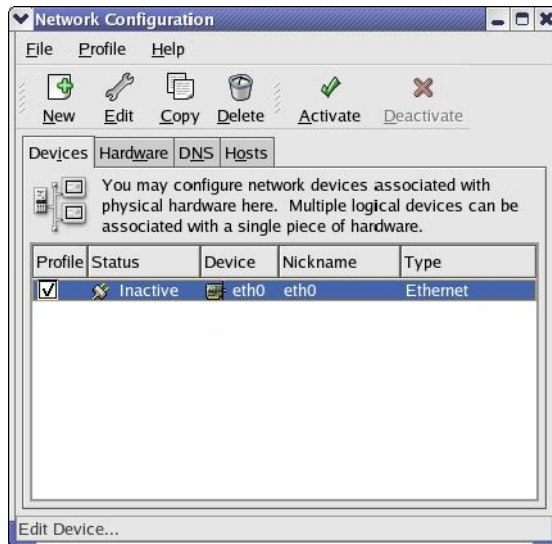 Network Configuration
File Profile Help
New Edit Copy Delete Activate Deactivate
Devices Hardware DNS Hosts
You may configure network devices associated with
physical hardware here. Multiple logical devices can be
associated with a single piece of hardware.
Profile Status Device Nickname Type
Inactive eth0 eth0 Ethernet
Edit Device...